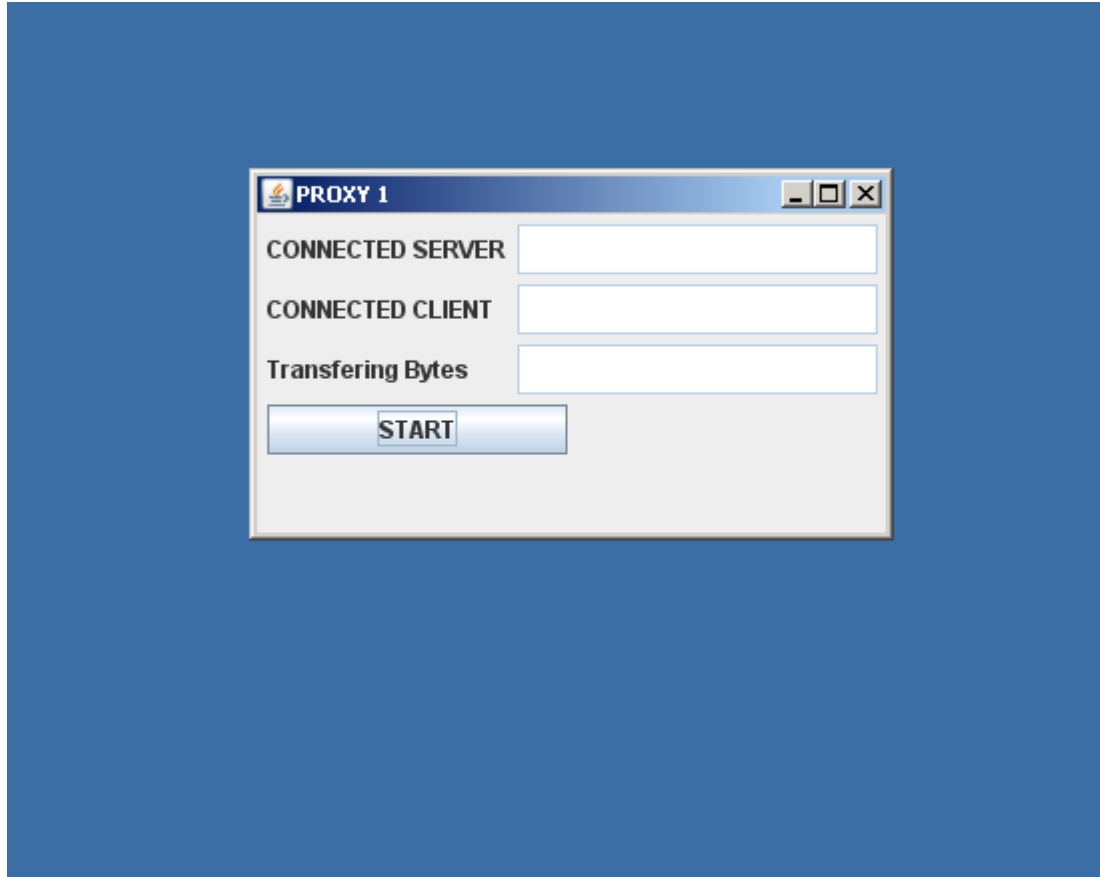 PROXY 1
CONNECTED SERVER
CONNECTED CLIENT
Transfering Bytes
START